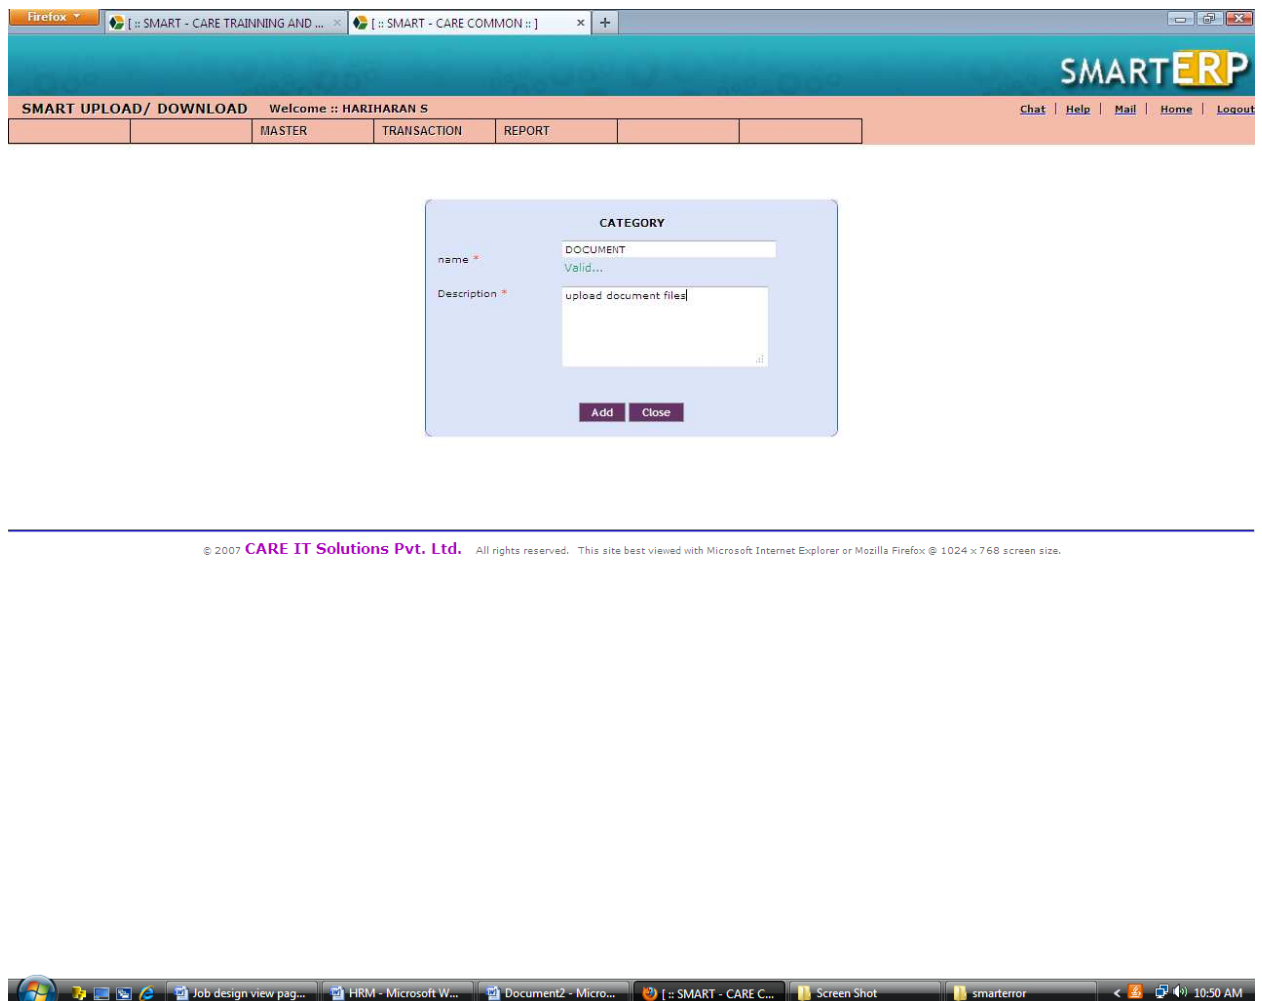 Firefox
[ :: SMART - CARE TRAINNING AND ... ×
[ :: SMART - CARE COMMON :: ] × +
SMARTERP
SMART UPLOAD/ DOWNLOAD Welcome :: HARIHARAN S
Chat | Help | Mail | Home | Logout
MASTER TRANSACTION REPORT
CATEGORY
name * DOCUMENT
Valid...
Description * upload document files
Add Close
© 2007 CARE IT Solutions Pvt. Ltd. All rights reserved. This site best viewed with Microsoft Internet Explorer or Mozilla Firefox @ 1024 x 768 screen size.
Job design view pag... HRM - Microsoft W... Document2 - Micro... [ :: SMART - CARE C... Screen Shot smarterror < 10:50 AM